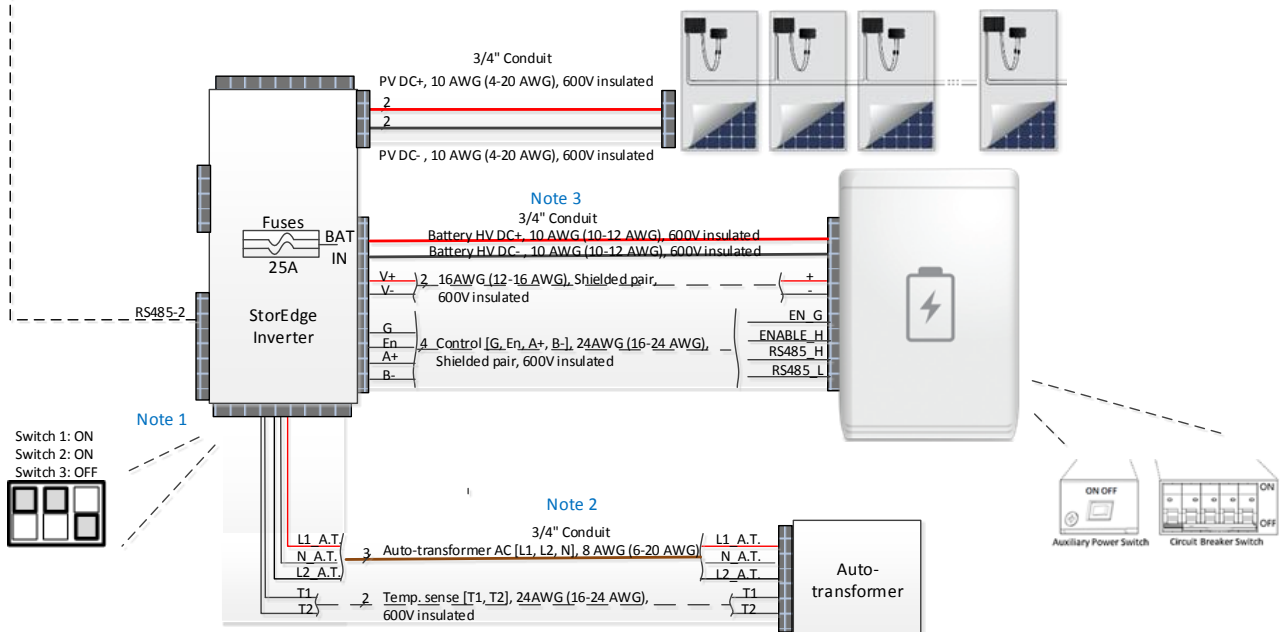 3/4" Conduit
PV DC+, 10 AWG (4-20 AWG), 600V insulated
2
2
PV DC- , 10 AWG (4-20 AWG), 600V insulated
Note 3
3/4" Conduit
Battery HV DC+, 10 AWG (10-12 AWG), 600V insulated
Battery HV DC- , 10 AWG (10-12 AWG), 600V insulated
Fuses
25A
BAT
IN
V+
V-
2 16AWG (12-16 AWG), Shielded pair,
600V insulated
+
-
RS485-2
StorEdge
Inverter
G
En
A+
B-
4 Control [G, En, A+, B-], 24AWG (16-24 AWG),
Shielded pair, 600V insulated
EN_G
ENABLE_H
RS485_H
RS485_L
Note 1
Switch 1: ON
Switch 2: ON
Switch 3: OFF
Note 2
3/4" Conduit
L1_A.T.
N_A.T.
L2_A.T.
3 Auto-transformer AC [L1, L2, N], 8 AWG (6-20 AWG)
L1_A.T.
N_A.T.
L2_A.T.
T1
T2
2 Temp. sense [T1, T2], 24AWG (16-24 AWG),
600V insulated
T1
T2
Auto-
transformer
ON OFF
Auxiliary Power Switch
ON
OFF
Circuit Breaker Switch